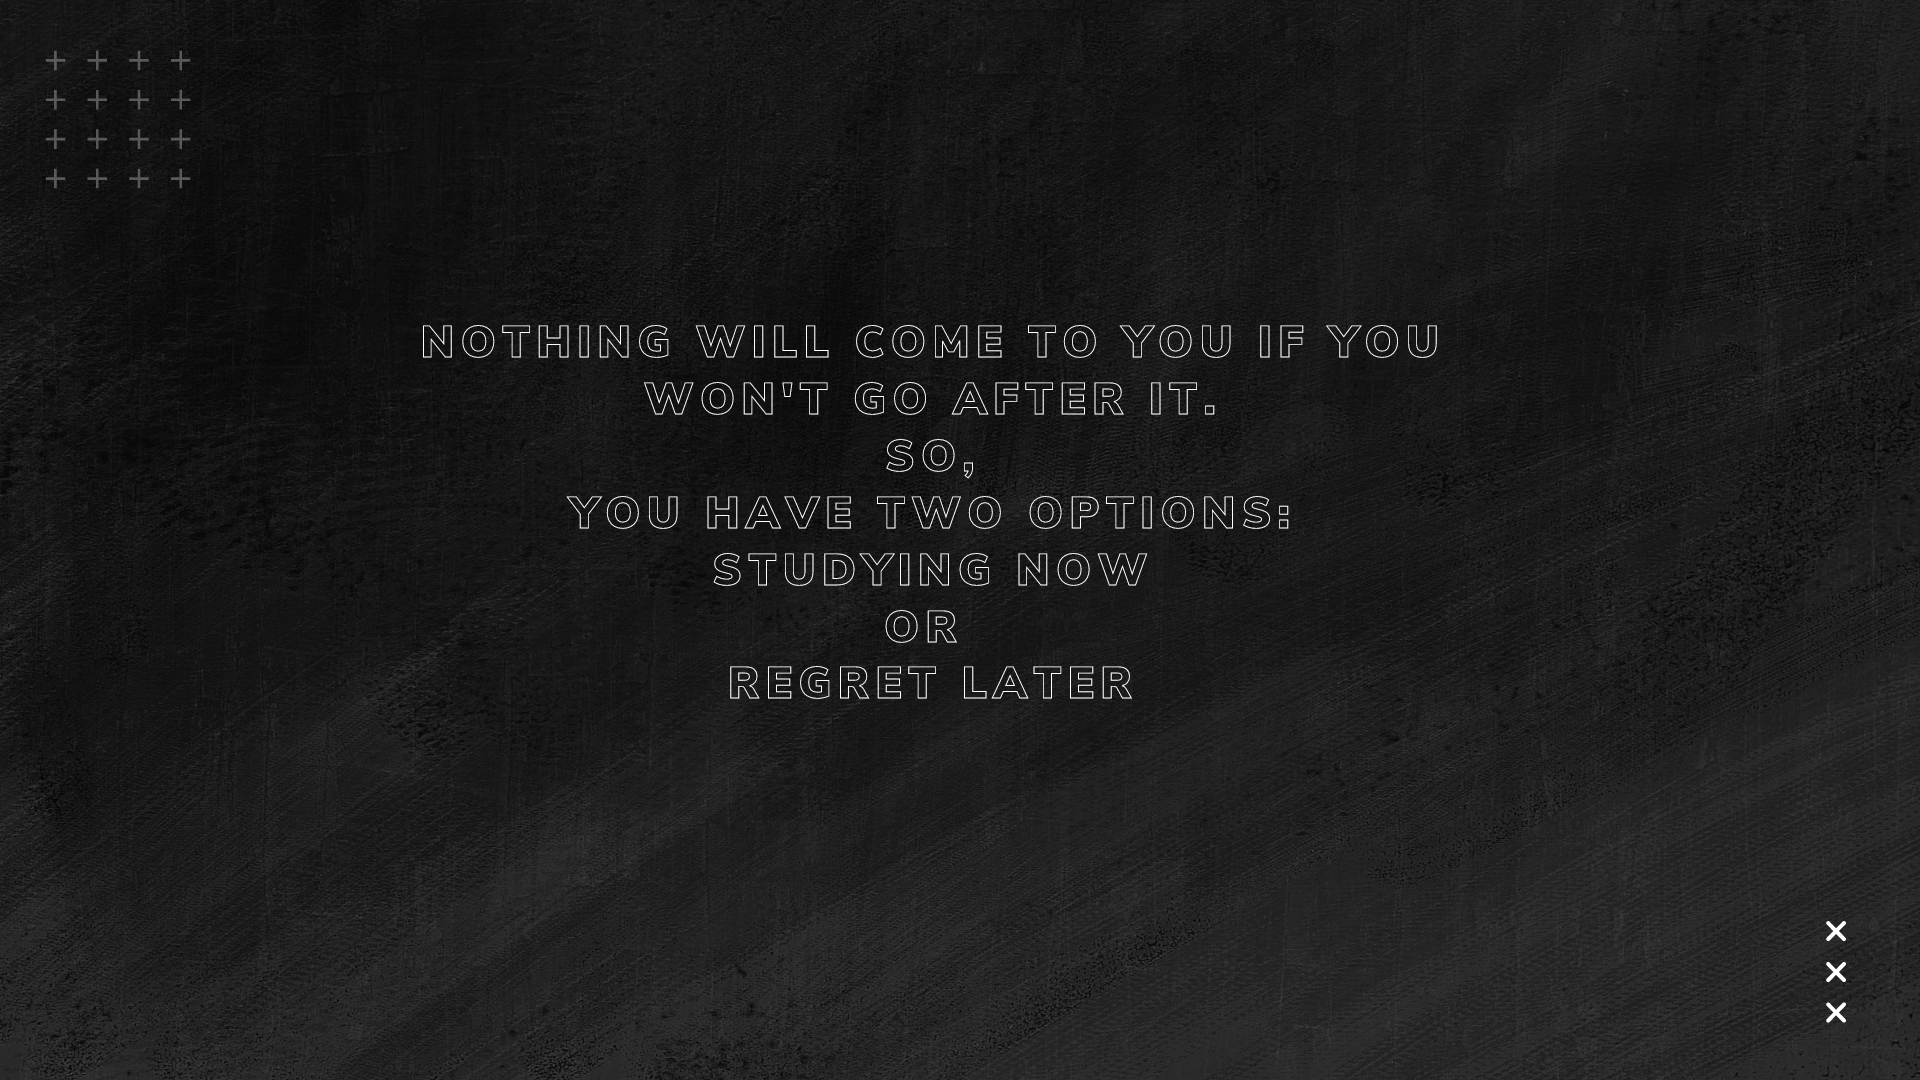 NOTHING WILL COME TO YOU IF YOU
WON'T GO AFTER IT.
SO,
YOU HAVE TWO OPTIONS:
STUDYING NOW
OR
REGRET LATER